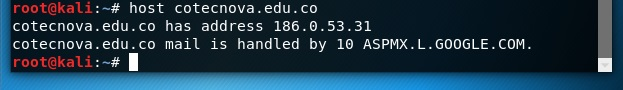 root@kali:~# host cotecnova.edu.co
cotecnova.edu.co has address 186.0.53.31
cotecnova.edu.co mail is handled by 10 ASPMX.L.GOOGLE.COM.
root@kali:~#